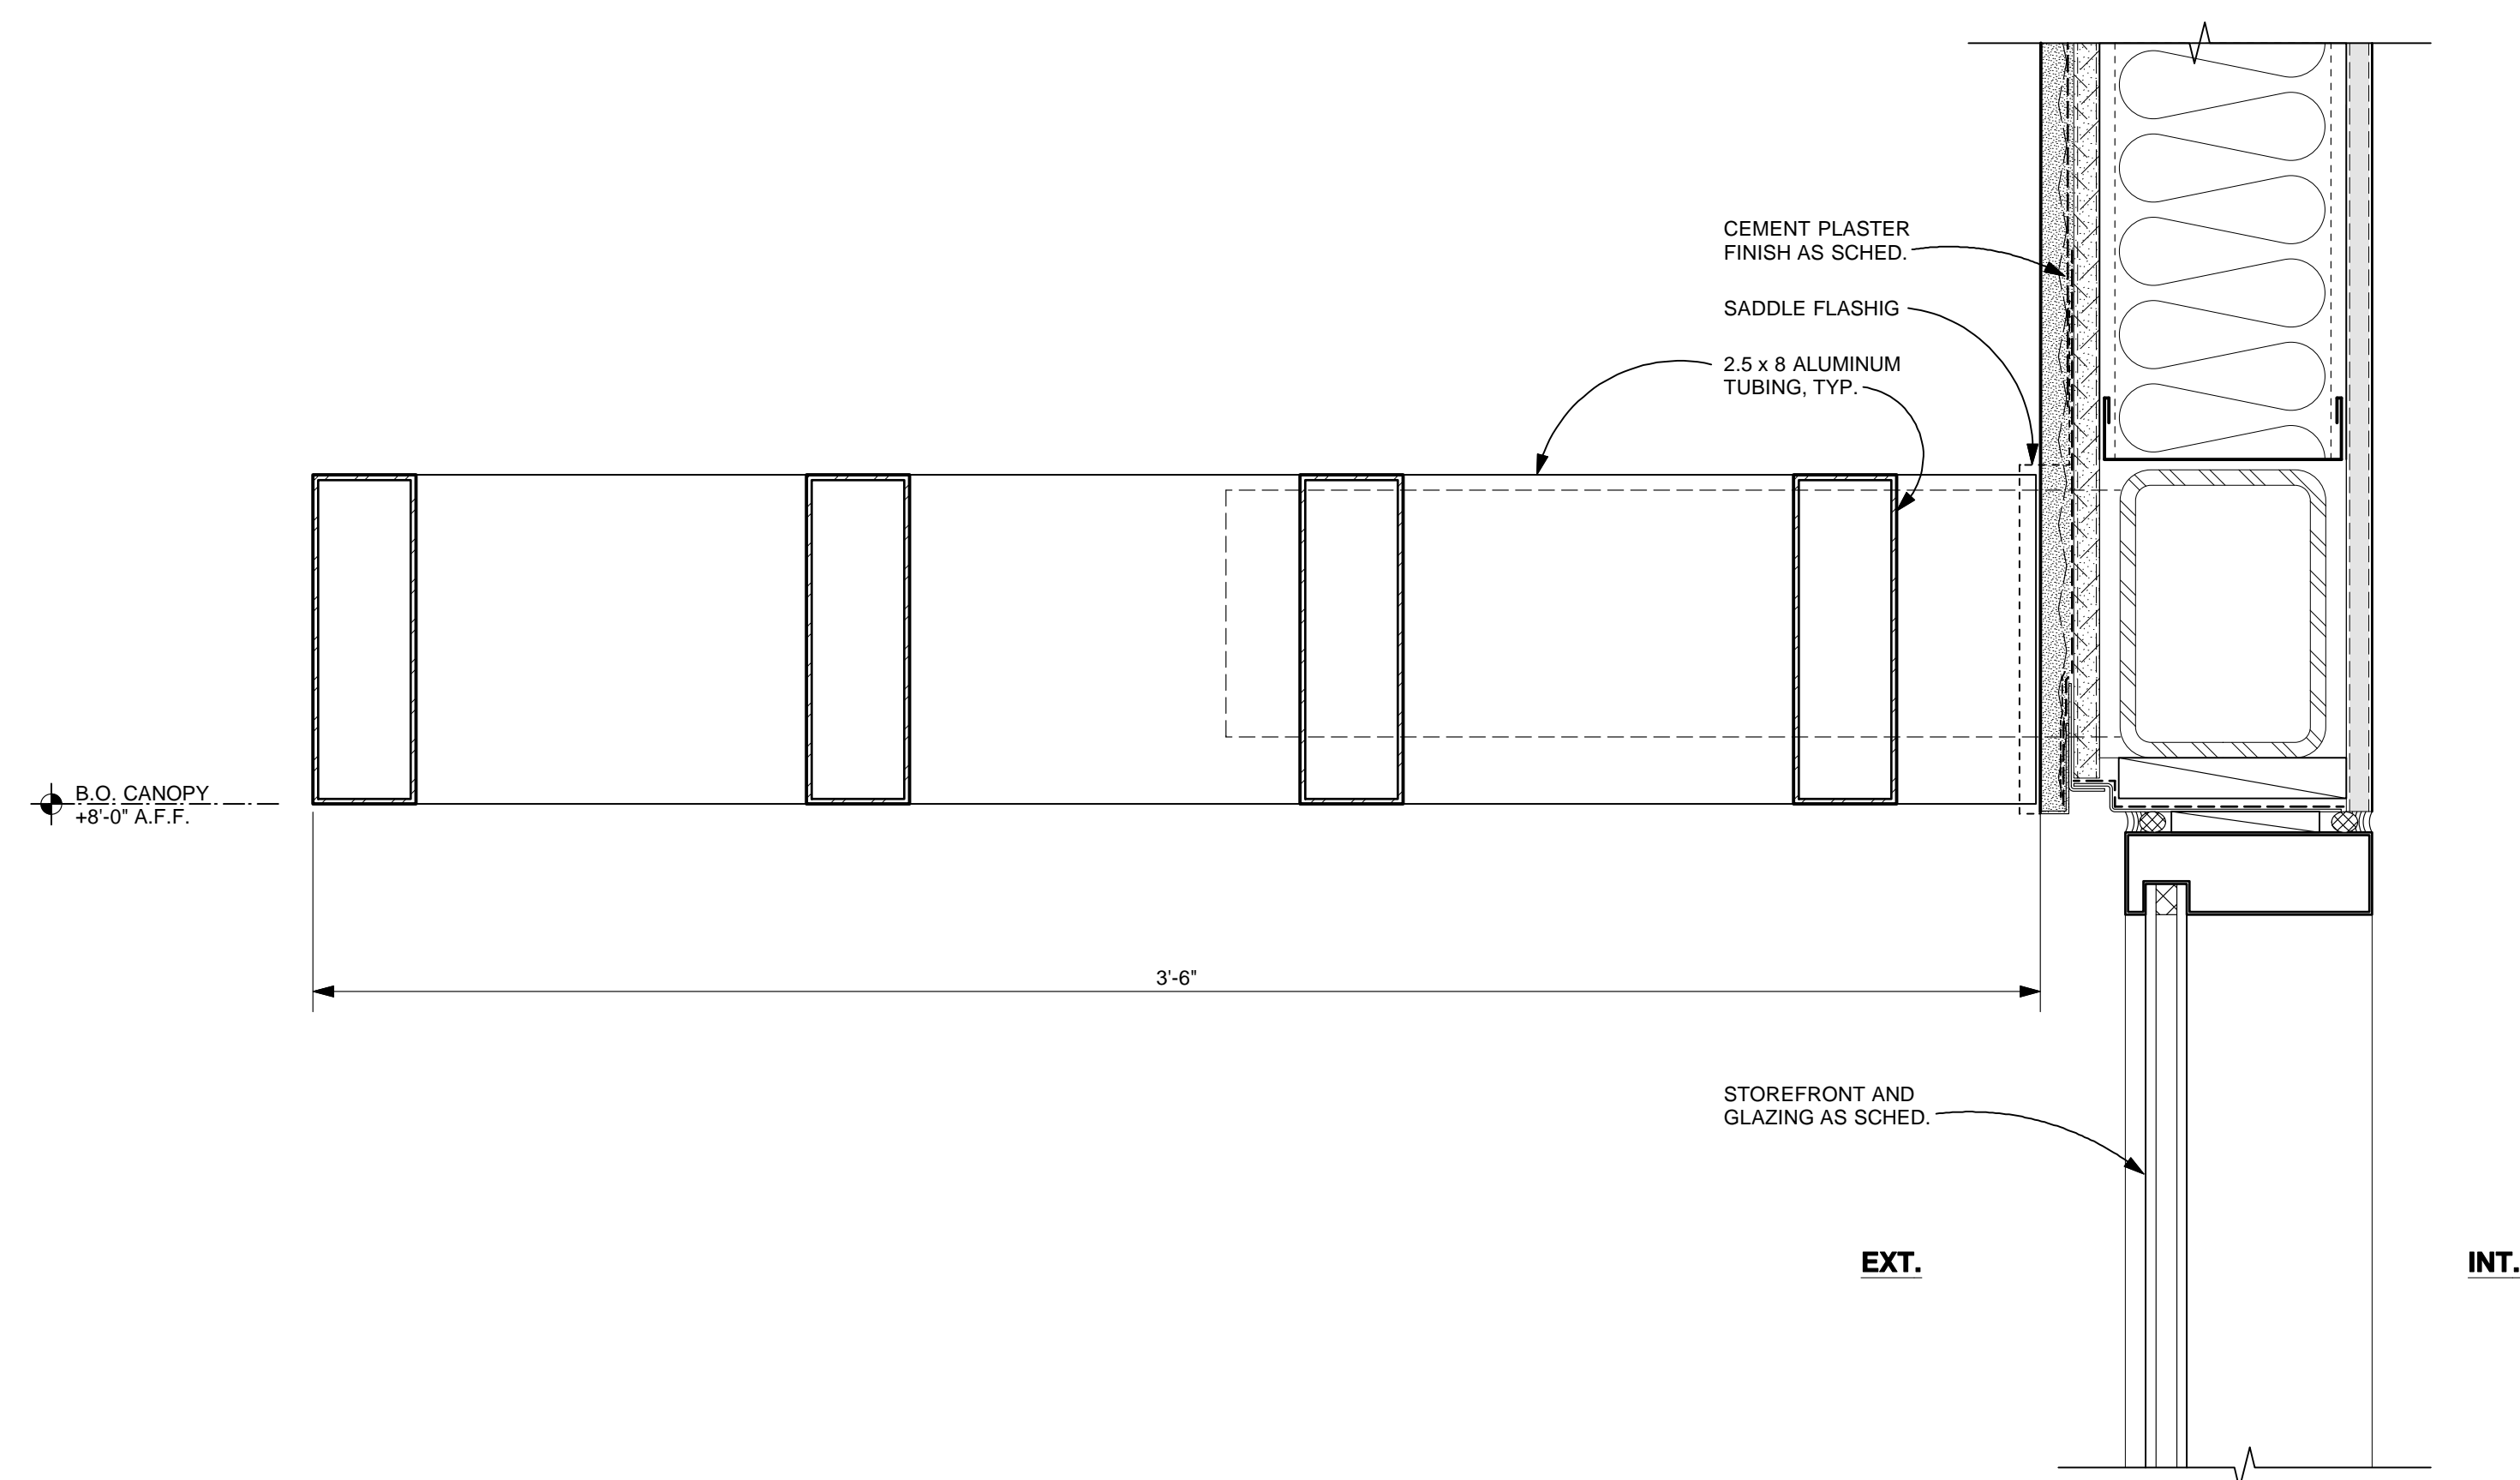 CEMENT PLASTER
FINISH AS SCHED.
SADDLE FLASHIG
2.5 x 8 ALUMINUM
TUBING, TYP.
B.O. CANOPY
+8'-0" A.F.F.
3'-6"
STOREFRONT AND
GLAZING AS SCHED.
EXT.
INT.